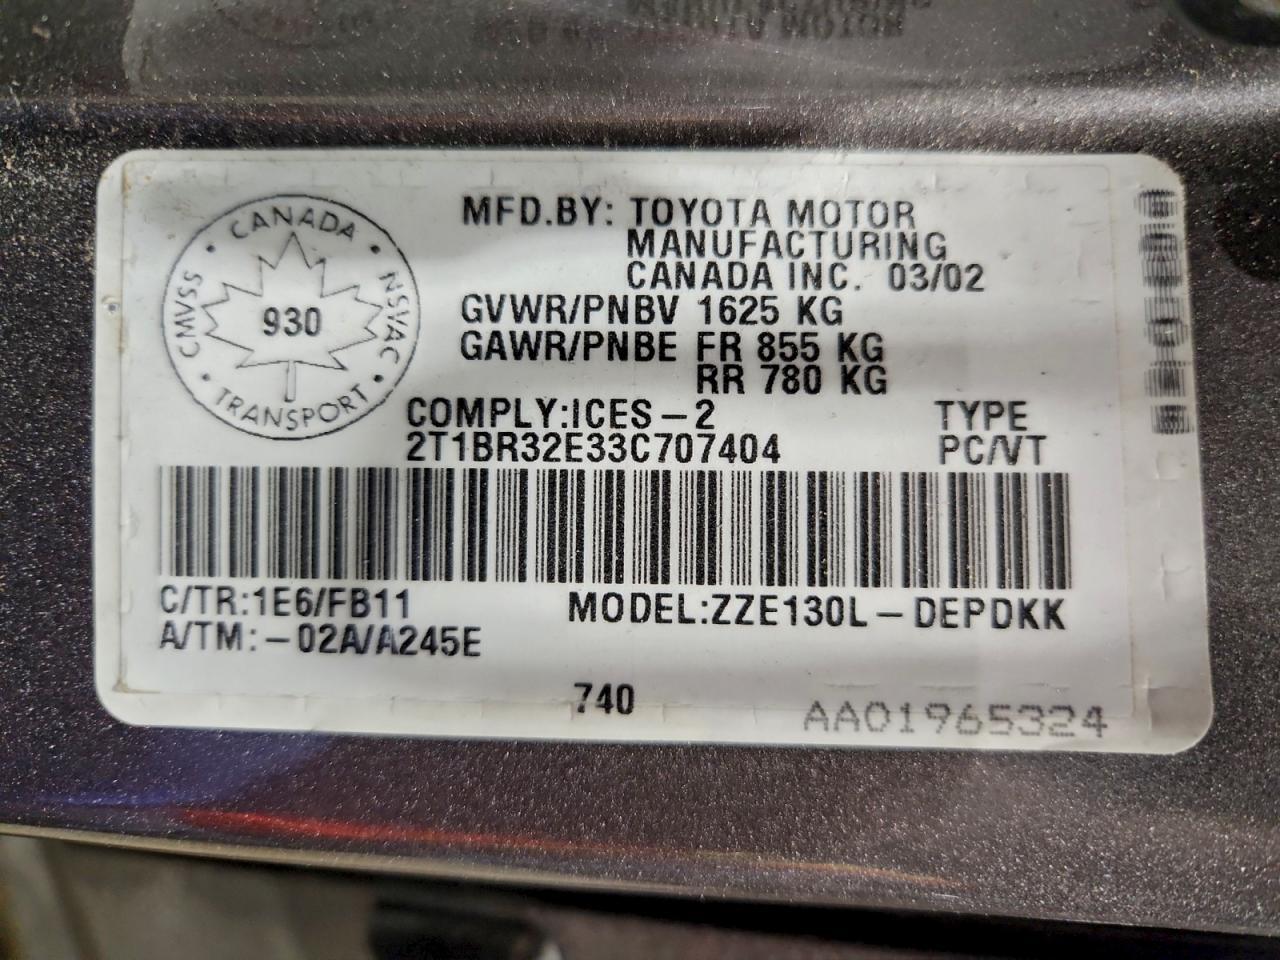 CANADA
CMVSS
930
NSVAC
TRANSPORT
MFD.BY: TOYOTA MOTOR
MANUFACTURING
CANADA INC. 03/02
GVWR/PNBV 1625 KG
GAWR/PNBE FR 855 KG
RR 780 KG
COMPLY:ICES-2 TYPE
2T1BR32E33C707404 PC/VT
C/TR:1E6/FB11 MODEL:ZZE130L-DEPDKK
A/TM:-02A/A245E
740
AA01965324